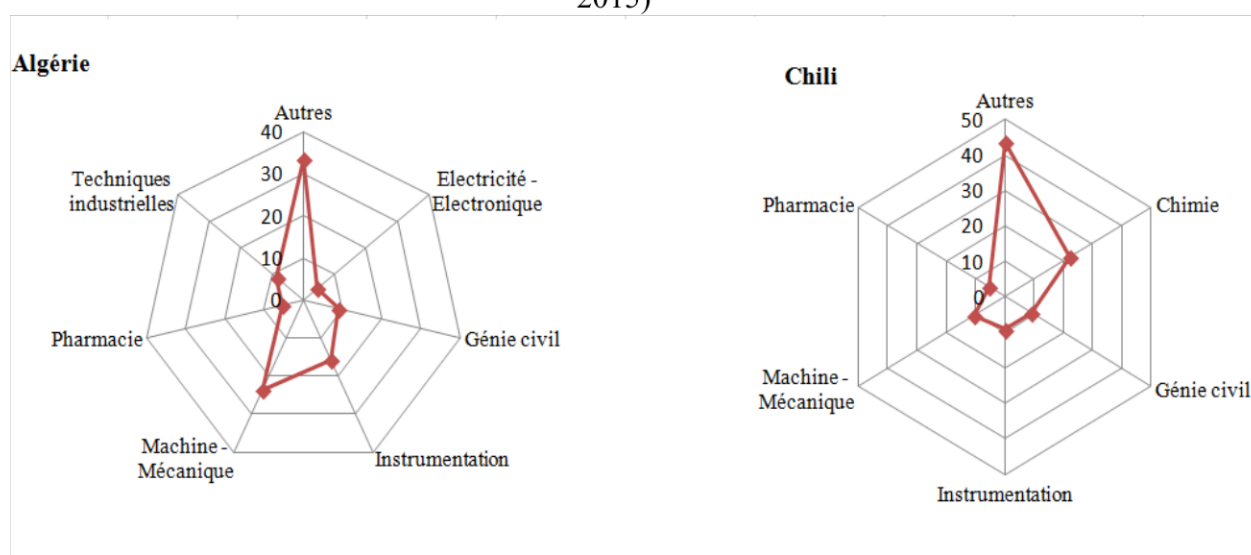 2015)
Algérie
Autres
40
30
20
10
0
Techniques
industrielles
Electricité -
Electronique
Pharmacie
Génie civil
Machine -
Mécanique
Instrumentation
Chili
Autres
50
40
30
20
10
0
Pharmacie
Chimie
Machine -
Mécanique
Génie civil
Instrumentation